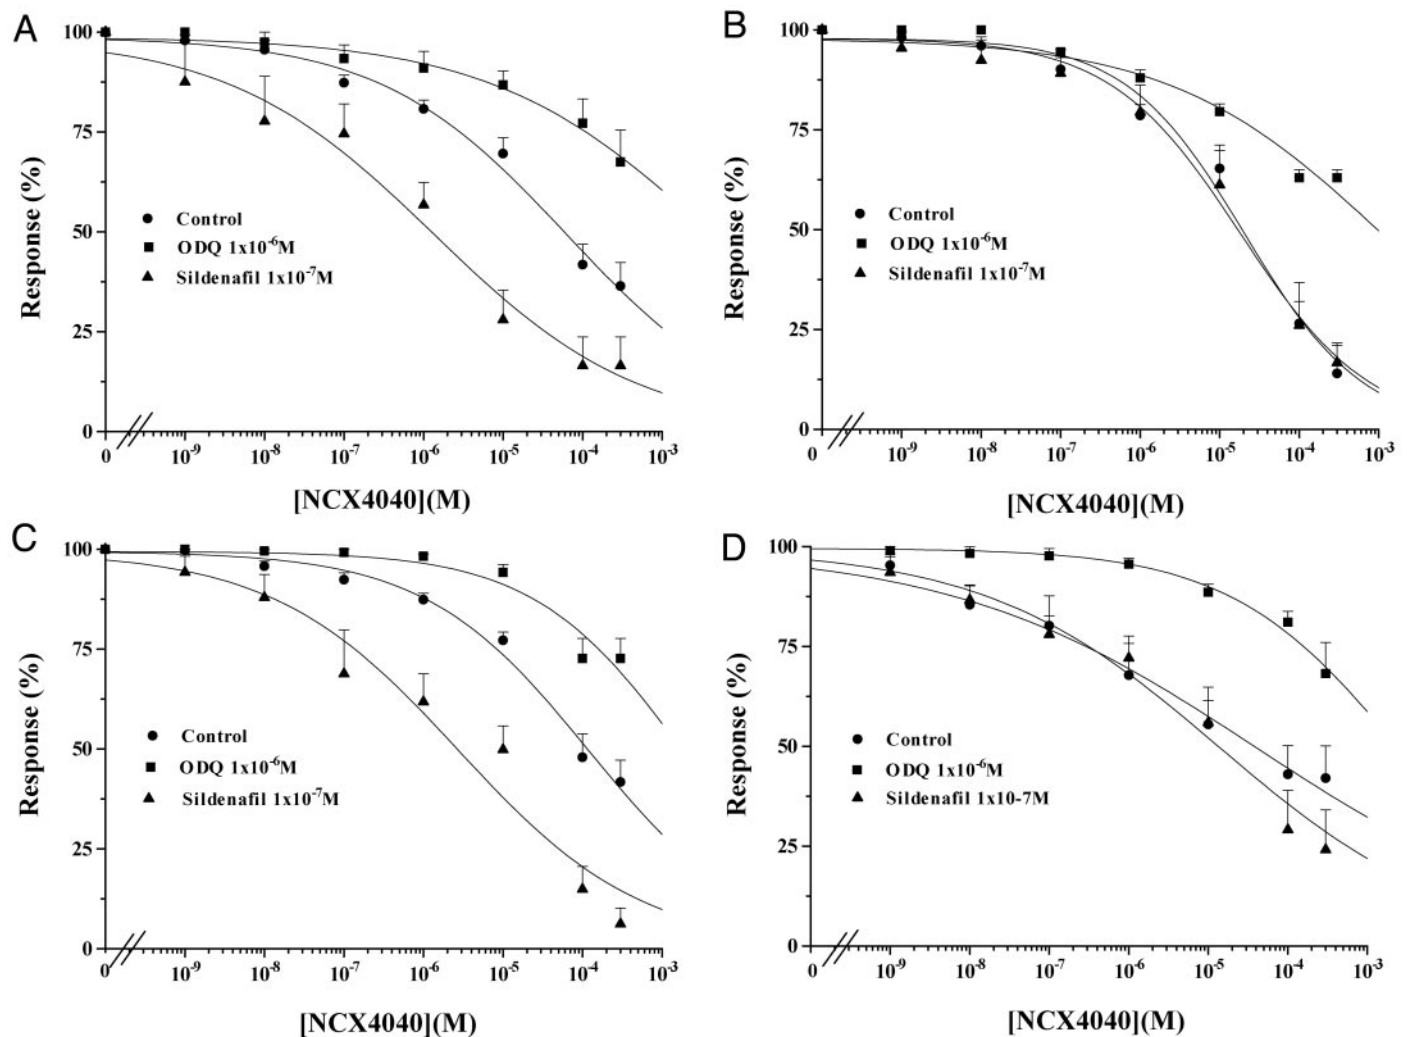 A
100
75
50
25
0
Response (%)
Control
ODQ 1x10⁻⁶M
Sildenafil 1x10⁻⁷M
0 10⁻⁹ 10⁻⁸ 10⁻⁷ 10⁻⁶ 10⁻⁵ 10⁻⁴ 10⁻³
[NCX4040](M)
B
100
75
50
25
0
Response (%)
Control
ODQ 1x10⁻⁶M
Sildenafil 1x10⁻⁷M
0 10⁻⁹ 10⁻⁸ 10⁻⁷ 10⁻⁶ 10⁻⁵ 10⁻⁴ 10⁻³
[NCX4040](M)
C
100
75
50
25
0
Response (%)
Control
ODQ 1x10⁻⁶M
Sildenafil 1x10⁻⁷M
0 10⁻⁹ 10⁻⁸ 10⁻⁷ 10⁻⁶ 10⁻⁵ 10⁻⁴ 10⁻³
[NCX4040](M)
D
100
75
50
25
0
Response (%)
Control
ODQ 1x10⁻⁶M
Sildenafil 1x10-7M
0 10⁻⁹ 10⁻⁸ 10⁻⁷ 10⁻⁶ 10⁻⁵ 10⁻⁴ 10⁻³
[NCX4040](M)